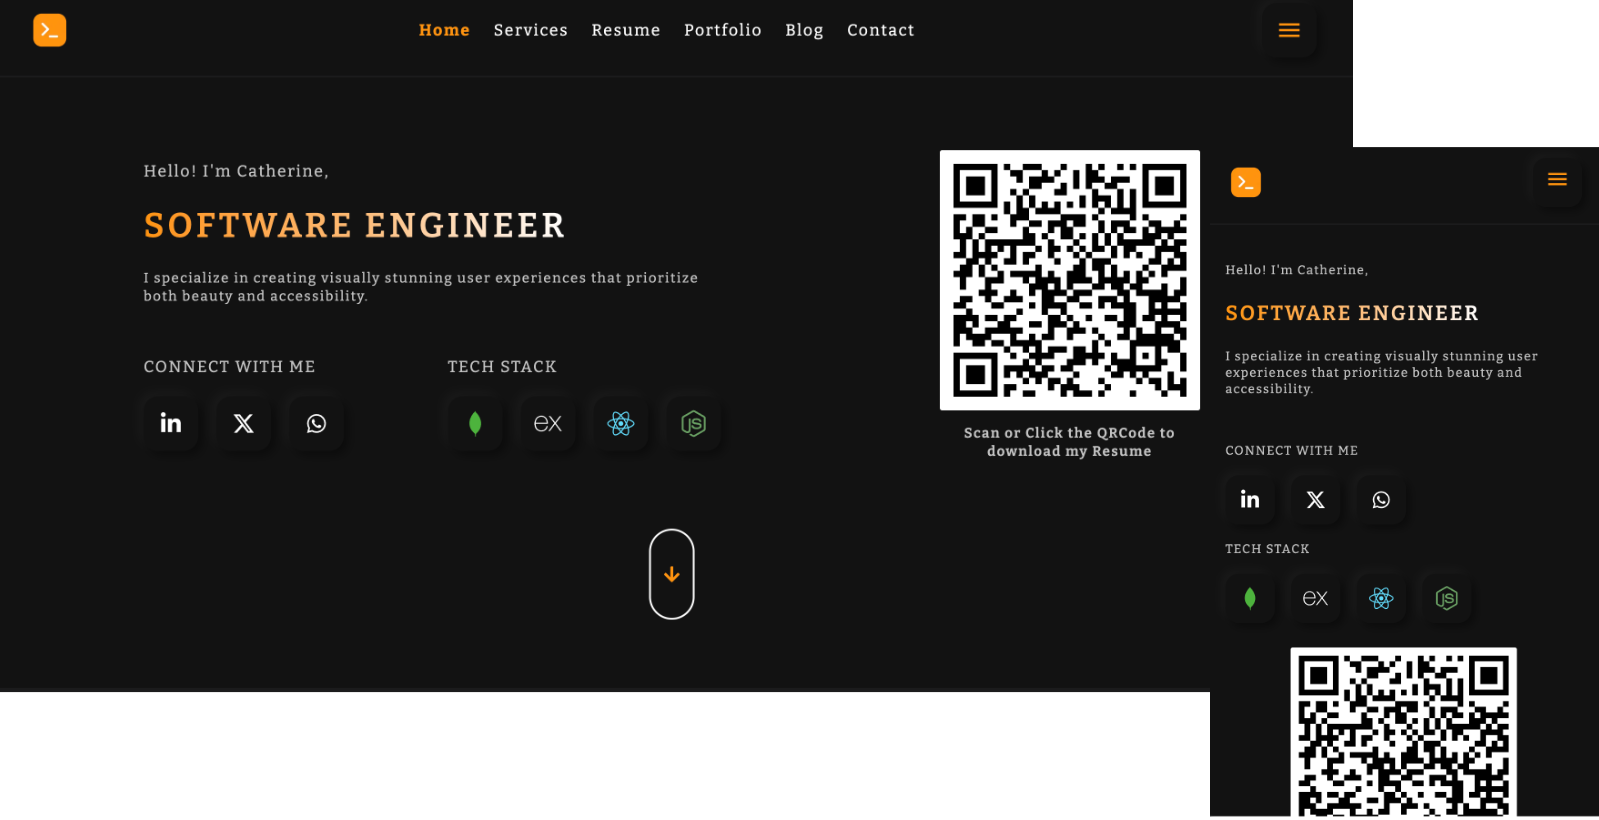 Home Services Resume Portfolio Blog Contact
Hello! I'm Catherine,
SOFTWARE ENGINEER
I specialize in creating visually stunning user experiences that prioritize
both beauty and accessibility.
CONNECT WITH ME
in
X
TECH STACK
ex
JS
Scan or Click the QRCode to
download my Resume
Hello! I'm Catherine,
SOFTWARE ENGINEER
I specialize in creating visually stunning user
experiences that prioritize both beauty and
accessibility.
CONNECT WITH ME
in
X
TECH STACK
ex
JS